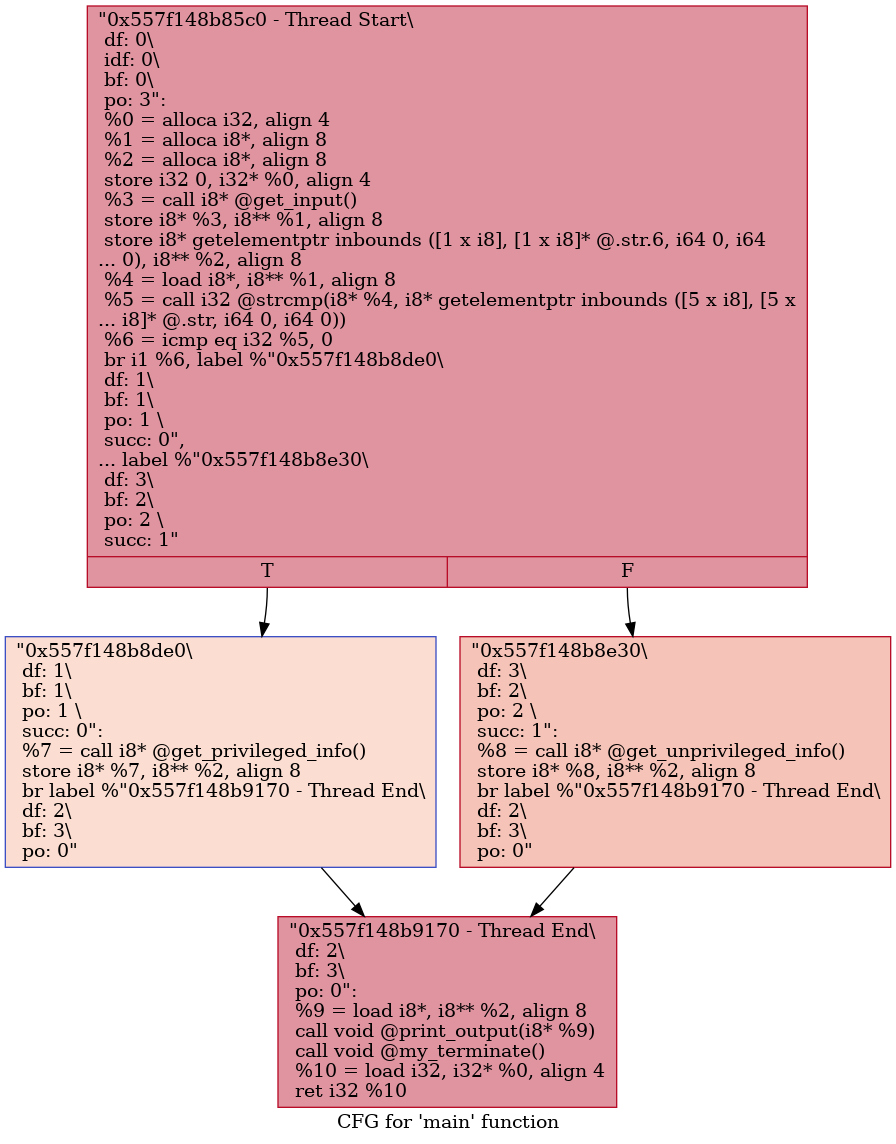 "0x557f148b85c0 - Thread Start\
df: 0\
idf: 0\
bf: 0\
po: 3":
%0 = alloca i32, align 4
%1 = alloca i8*, align 8
%2 = alloca i8*, align 8
store i32 0, i32* %0, align 4
%3 = call i8* @get_input()
store i8* %3, i8** %1, align 8
store i8* getelementptr inbounds ([1 x i8], [1 x i8]* @.str.6, i64 0, i64
... 0), i8** %2, align 8
%4 = load i8*, i8** %1, align 8
%5 = call i32 @strcmp(i8* %4, i8* getelementptr inbounds ([5 x i8], [5 x
... i8]* @.str, i64 0, i64 0))
%6 = icmp eq i32 %5, 0
br i1 %6, label %"0x557f148b8de0\
df: 1\
bf: 1\
po: 1 \
succ: 0",
... label %"0x557f148b8e30\
df: 3\
bf: 2\
po: 2 \
succ: 1"
T
F
"0x557f148b8de0\
df: 1\
bf: 1\
po: 1 \
succ: 0":
%7 = call i8* @get_privileged_info()
store i8* %7, i8** %2, align 8
br label %"0x557f148b9170 - Thread End\
df: 2\
bf: 3\
po: 0"
"0x557f148b8e30\
df: 3\
bf: 2\
po: 2 \
succ: 1":
%8 = call i8* @get_unprivileged_info()
store i8* %8, i8** %2, align 8
br label %"0x557f148b9170 - Thread End\
df: 2\
bf: 3\
po: 0"
"0x557f148b9170 - Thread End\
df: 2\
bf: 3\
po: 0":
%9 = load i8*, i8** %2, align 8
call void @print_output(i8* %9)
call void @my_terminate()
%10 = load i32, i32* %0, align 4
ret i32 %10
CFG for 'main' function